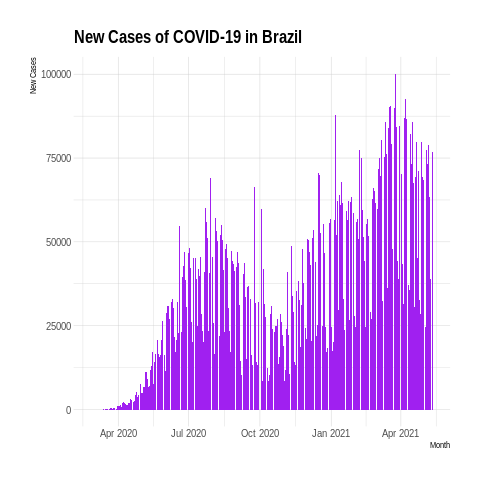 New Cases of COVID-19 in Brazil
New Cases
100000
75000
50000
25000
0
Apr 2020 Jul 2020 Oct 2020 Jan 2021 Apr 2021
Month